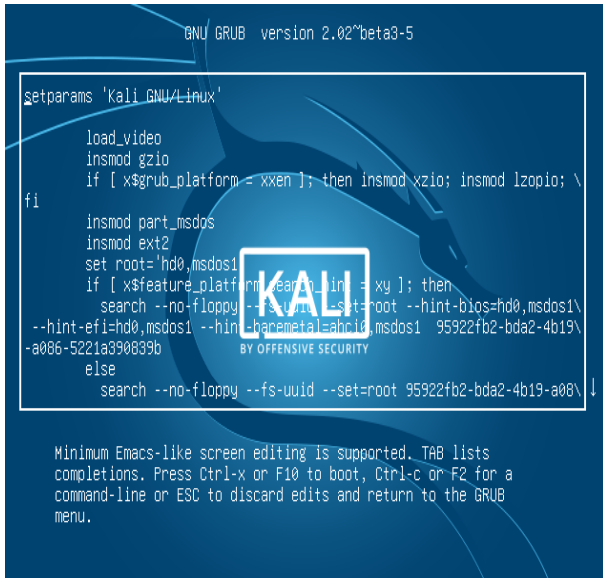 GNU GRUB  version 2.02~beta3-5
setparams 'Kali GNU/Linux'
load_video
insmod gzio
if [ x$grub_platform = xxen ]; then insmod xzio; insmod lzopio; \
fi
insmod part_msdos
insmod ext2
set root='hd0,msdos1
if [ x$feature_platform_search_hint = xy ]; then
search --no-floppy --fs-uuid --set=root --hint-bios=hd0,msdos1\
--hint-efi=hd0,msdos1 --hint-baremetal=ahci0,msdos1  95922fb2-bda2-4b19\
-a086-5221a390839b
else
search --no-floppy --fs-uuid --set=root 95922fb2-bda2-4b19-a08\
KALI
BY OFFENSIVE SECURITY
Minimum Emacs-like screen editing is supported. TAB lists
completions. Press Ctrl-x or F10 to boot, Ctrl-c or F2 for a
command-line or ESC to discard edits and return to the GRUB
menu.